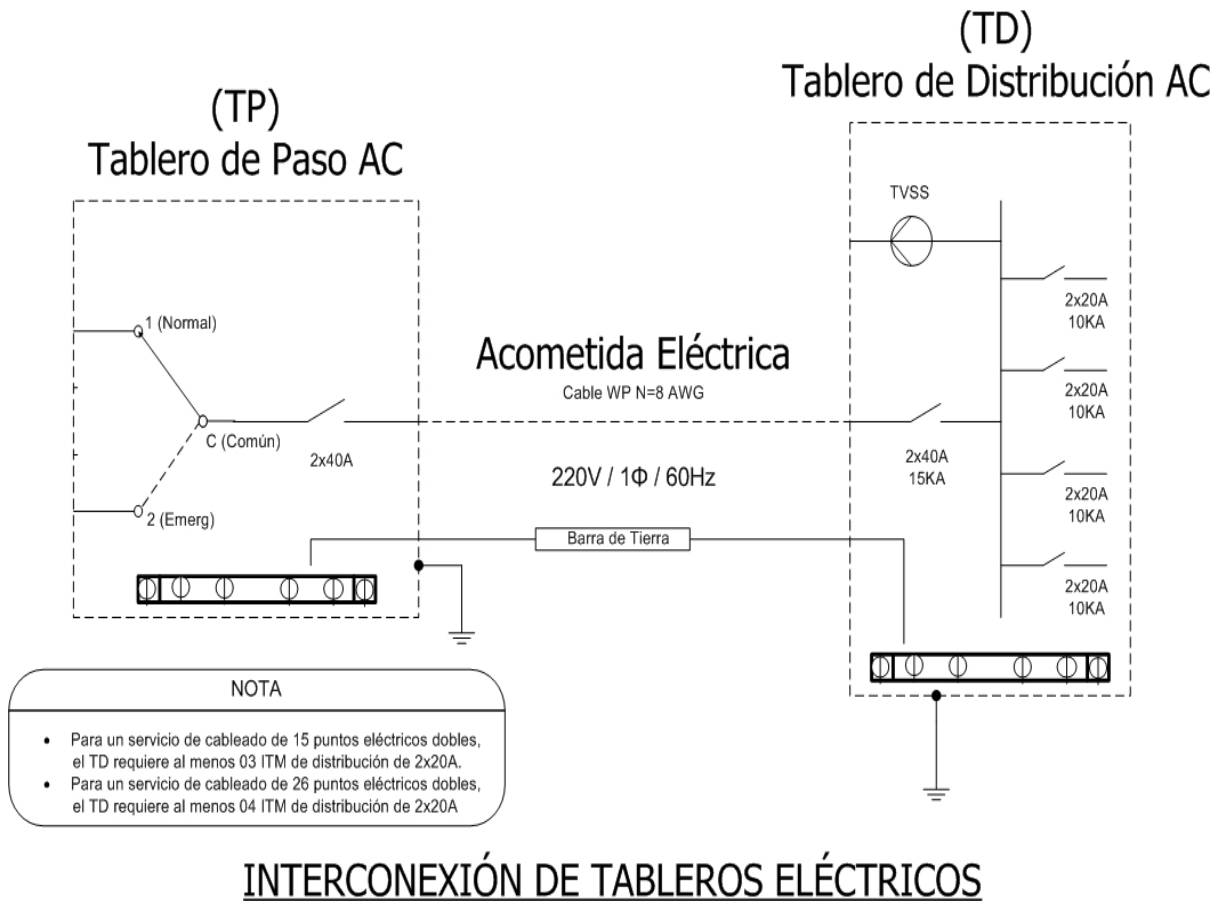 (TD)
Tablero de Distribución AC
(TP)
Tablero de Paso AC
TVSS
1 (Normal)
C (Común)
2x40A
2 (Emerg)
Acometida Eléctrica
Cable WP N=8 AWG
220V / 1Φ / 60Hz
Barra de Tierra
2x40A
15KA
2x20A
10KA
2x20A
10KA
2x20A
10KA
2x20A
10KA
NOTA
• Para un servicio de cableado de 15 puntos eléctricos dobles,
el TD requiere al menos 03 ITM de distribución de 2x20A.
• Para un servicio de cableado de 26 puntos eléctricos dobles,
el TD requiere al menos 04 ITM de distribución de 2x20A
INTERCONEXIÓN DE TABLEROS ELÉCTRICOS